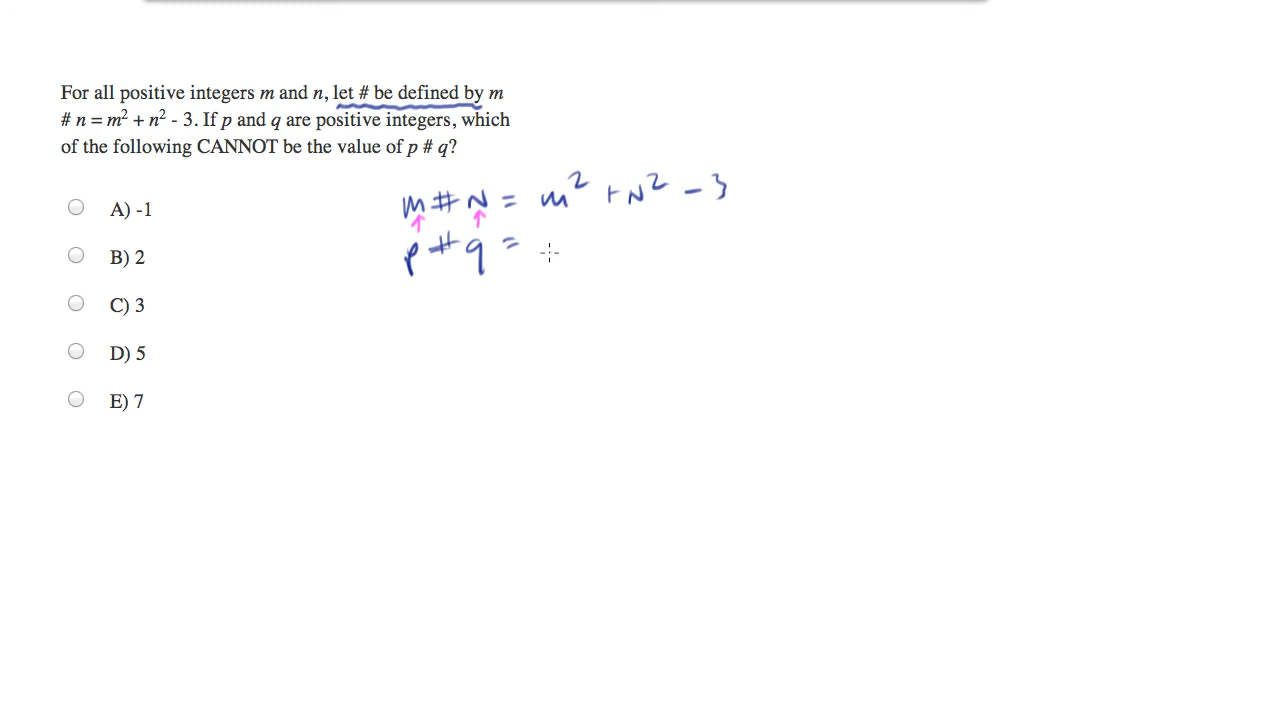 For all positive integers m and n, let # be defined by m
# n = m² + n² - 3. If p and q are positive integers, which
of the following CANNOT be the value of p # q?
A) -1
B) 2
C) 3
D) 5
E) 7
m # N = m² + N² - 3
p # q =